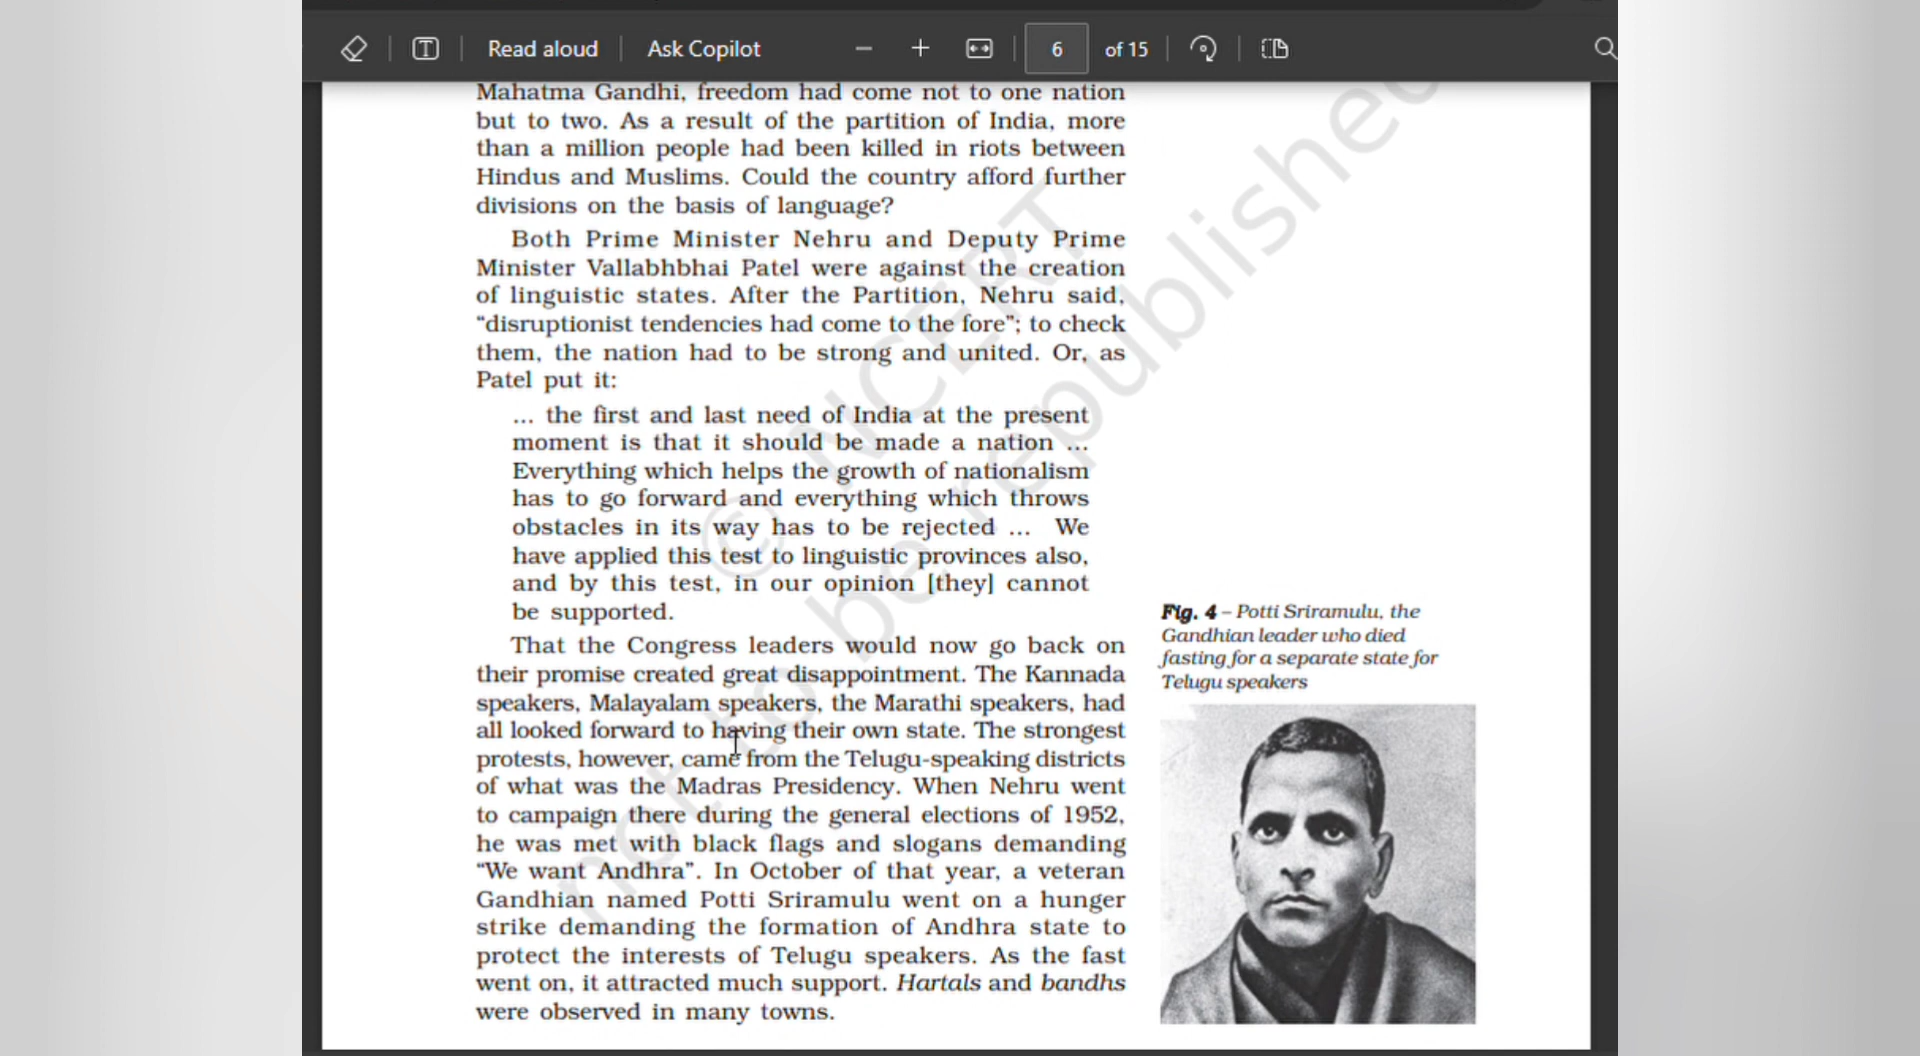 Read aloud
Ask Copilot
6
of 15
Mahatma Gandhi, freedom had come not to one nation
but to two. As a result of the partition of India, more
than a million people had been killed in riots between
Hindus and Muslims. Could the country afford further
divisions on the basis of language?
Both Prime Minister Nehru and Deputy Prime
Minister Vallabhbhai Patel were against the creation
of linguistic states. After the Partition, Nehru said,
“disruptionist tendencies had come to the fore”; to check
them, the nation had to be strong and united. Or, as
Patel put it:
... the first and last need of India at the present
moment is that it should be made a nation ...
Everything which helps the growth of nationalism
has to go forward and everything which throws
obstacles in its way has to be rejected ... We
have applied this test to linguistic provinces also,
and by this test, in our opinion [they] cannot
be supported.
That the Congress leaders would now go back on
their promise created great disappointment. The Kannada
speakers, Malayalam speakers, the Marathi speakers, had
all looked forward to having their own state. The strongest
protests, however, came from the Telugu-speaking districts
of what was the Madras Presidency. When Nehru went
to campaign there during the general elections of 1952,
he was met with black flags and slogans demanding
“We want Andhra”. In October of that year, a veteran
Gandhian named Potti Sriramulu went on a hunger
strike demanding the formation of Andhra state to
protect the interests of Telugu speakers. As the fast
went on, it attracted much support. Hartals and bandhs
were observed in many towns.
Fig. 4 – Potti Sriramulu, the
Gandhian leader who died
fasting for a separate state for
Telugu speakers
© NCERT
not to be republished